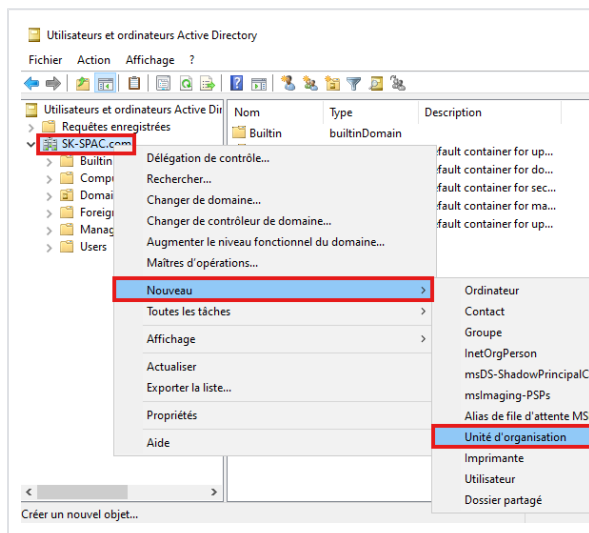 Utilisateurs et ordinateurs Active Directory
Fichier Action Affichage ?
Utilisateurs et ordinateurs Active Dir
Requêtes enregistrées
SK-SPAC.com
Builtin
Comp
Domai
Foreig
Manag
Users
Nom Type Description
Builtin builtinDomain
fault container for up...
fault container for do...
fault container for sec...
fault container for ma...
fault container for up...
Délégation de contrôle...
Rechercher...
Changer de domaine...
Changer de contrôleur de domaine...
Augmenter le niveau fonctionnel du domaine...
Maîtres d'opérations...
Nouveau
Toutes les tâches
Affichage
Actualiser
Exporter la liste...
Propriétés
Aide
Ordinateur
Contact
Groupe
InetOrgPerson
msDS-ShadowPrincipalC
msImaging-PSPs
Alias de file d'attente MS
Unité d'organisation
Imprimante
Utilisateur
Dossier partagé
Créer un nouvel objet...